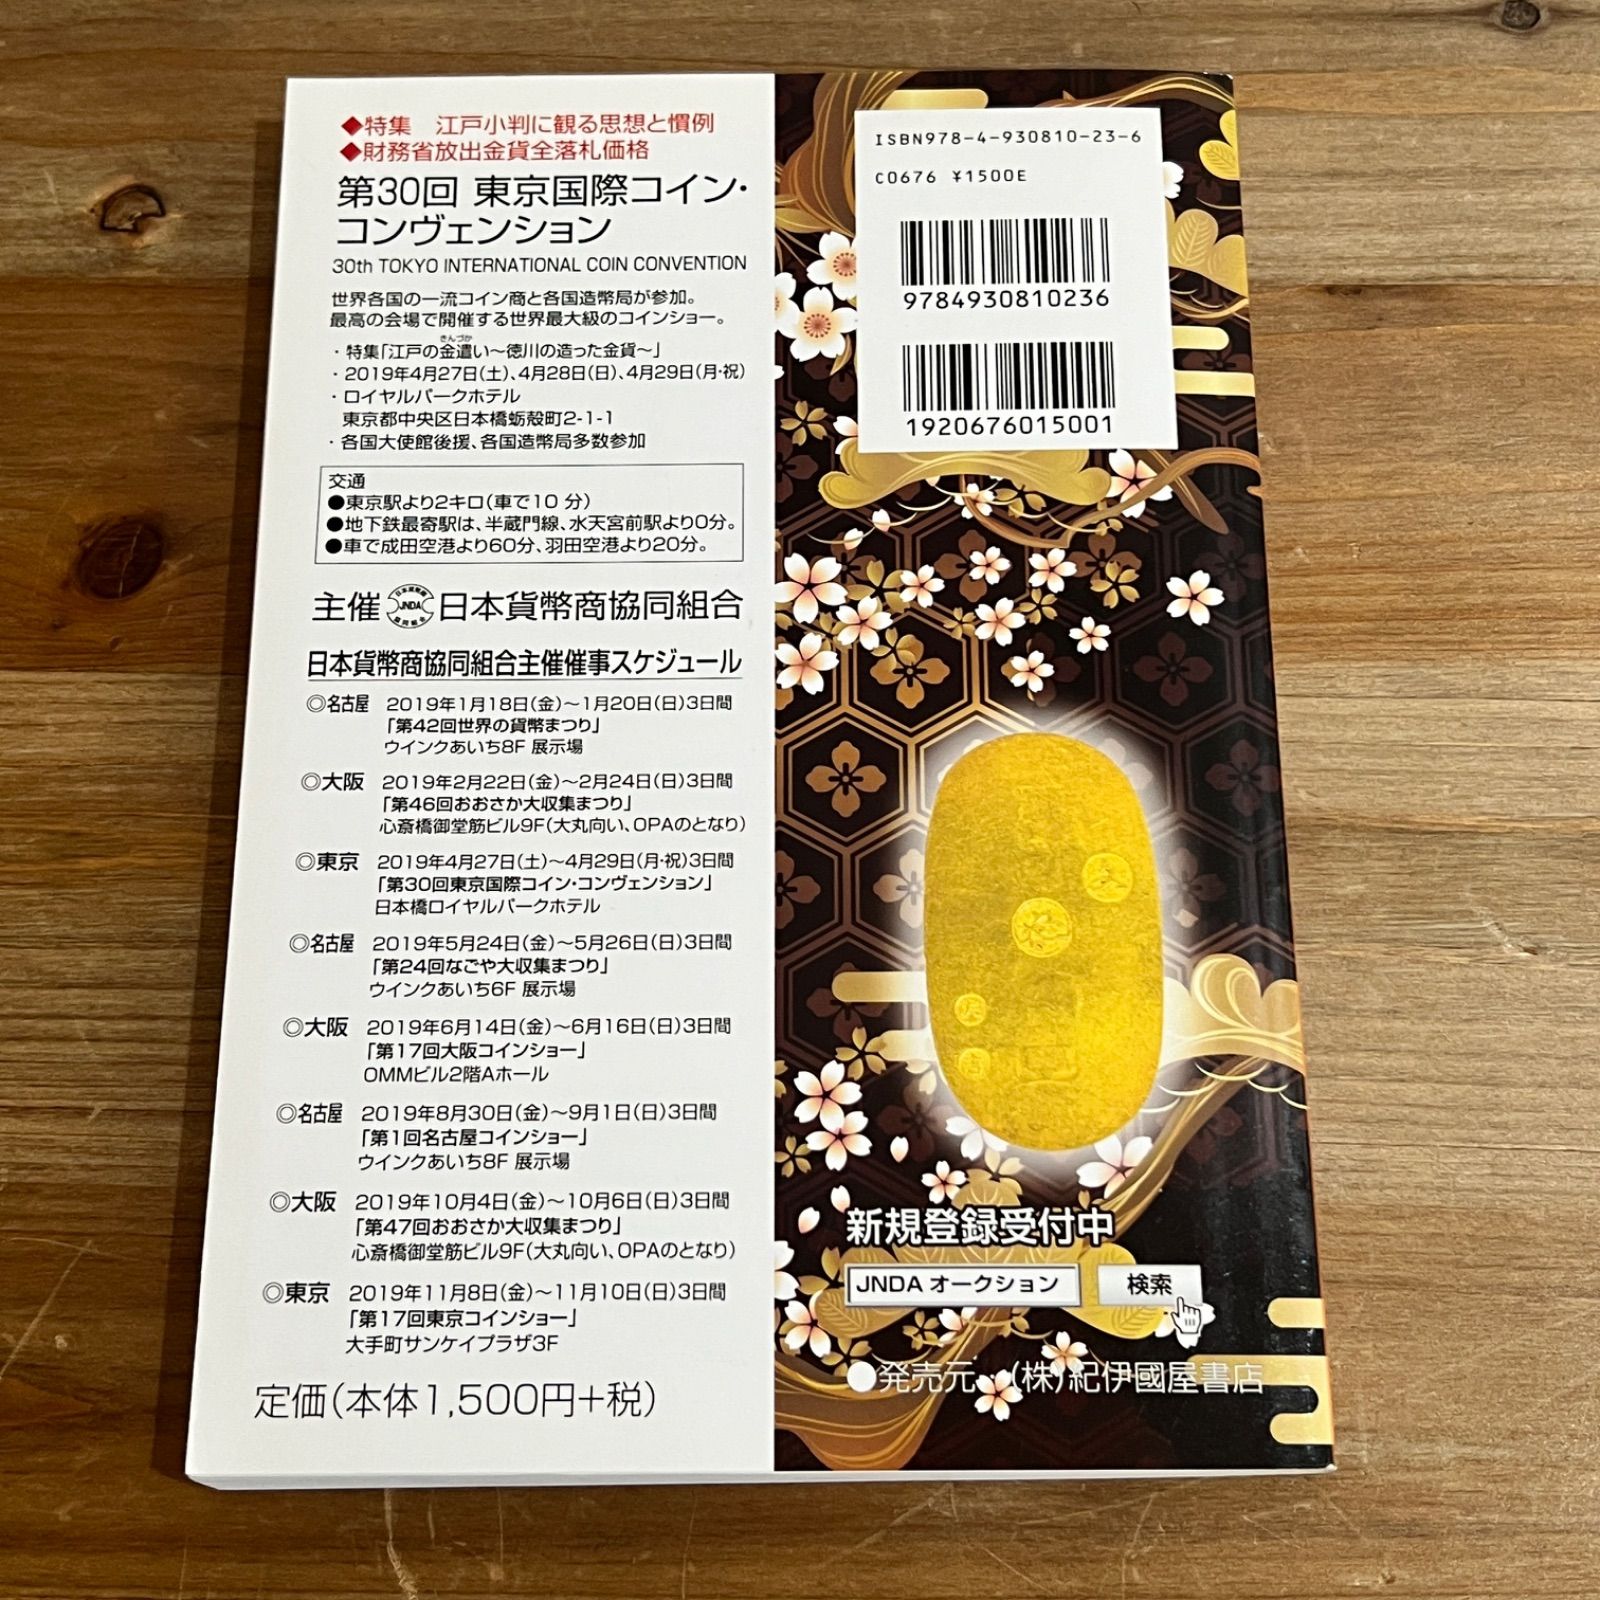 ◆特集　江戸小判に観る思想と慣例
◆財務省放出金貨全落札価格
第30回 東京国際コイン・
コンヴェンション
30th TOKYO INTERNATIONAL COIN CONVENTION
世界各国の一流コイン商と各国造幣局が参加。
最高の会場で開催する世界最大級のコインショー。
きんづか
・特集「江戸の金遣い～徳川の造った金貨～」
・2019年4月27日(土)、4月28日(日)、4月29日(月・祝)
・ロイヤルパークホテル
東京都中央区日本橋蛎殻町2-1-1
・各国大使館後援、各国造幣局多数参加
交通
●東京駅より2キロ(車で10 分)
●地下鉄最寄駅は、半蔵門線、水天宮前駅より0分。
●車で成田空港より60分、羽田空港より20分。
主催 JNDA 日本貨幣商協同組合
日本貨幣商協同組合主催催事スケジュール
◎名古屋 2019年1月18日(金)～1月20日(日)3日間
「第42回世界の貨幣まつり」
ウインクあいち8F 展示場
◎大阪 2019年2月22日(金)～2月24日(日)3日間
「第46回おおさか大収集まつり」
心斎橋御堂筋ビル9F(大丸向い、OPAのとなり)
◎東京 2019年4月27日(土)～4月29日(月・祝)3日間
「第30回東京国際コイン・コンヴェンション」
日本橋ロイヤルパークホテル
◎名古屋 2019年5月24日(金)～5月26日(日)3日間
「第24回なごや大収集まつり」
ウインクあいち6F 展示場
◎大阪 2019年6月14日(金)～6月16日(日)3日間
「第17回大阪コインショー」
OMMビル2階Aホール
◎名古屋 2019年8月30日(金)～9月1日(日)3日間
「第1回名古屋コインショー」
ウインクあいち8F 展示場
◎大阪 2019年10月4日(金)～10月6日(日)3日間
「第47回おおさか大収集まつり」
心斎橋御堂筋ビル9F(大丸向い、OPAのとなり)
◎東京 2019年11月8日(金)～11月10日(日)3日間
「第17回東京コインショー」
大手町サンケイプラザ3F
定価(本体1,500円+税)
ISBN978-4-930810-23-6
C0676 ¥1500E
9784930810236
1920676015001
新規登録受付中
JNDA オークション 検索
●発売元…(株)紀伊國屋書店